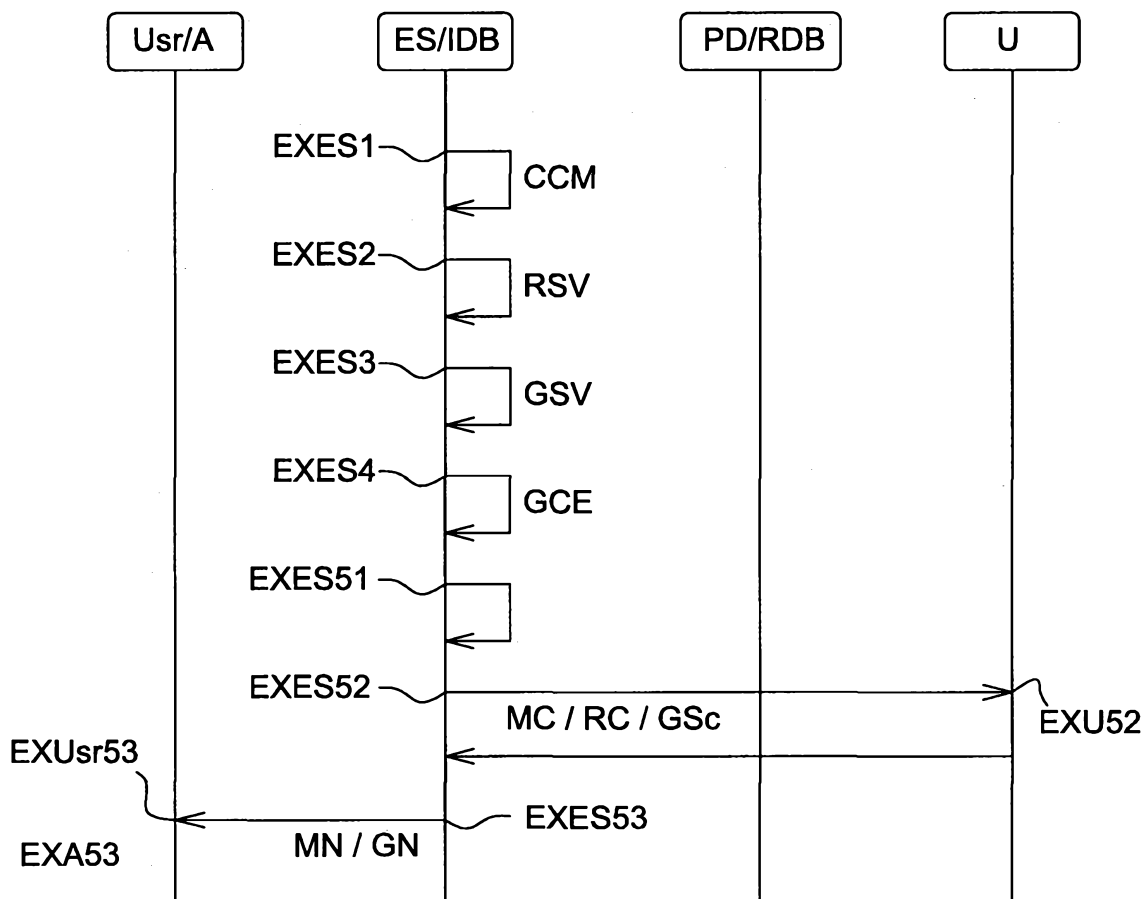 Usr/A
ES/IDB
PD/RDB
U
EXES1
CCM
EXES2
RSV
EXES3
GSV
EXES4
GCE
EXES51
EXES52
MC / RC / GSc
EXU52
EXUsr53
EXES53
MN / GN
EXA53